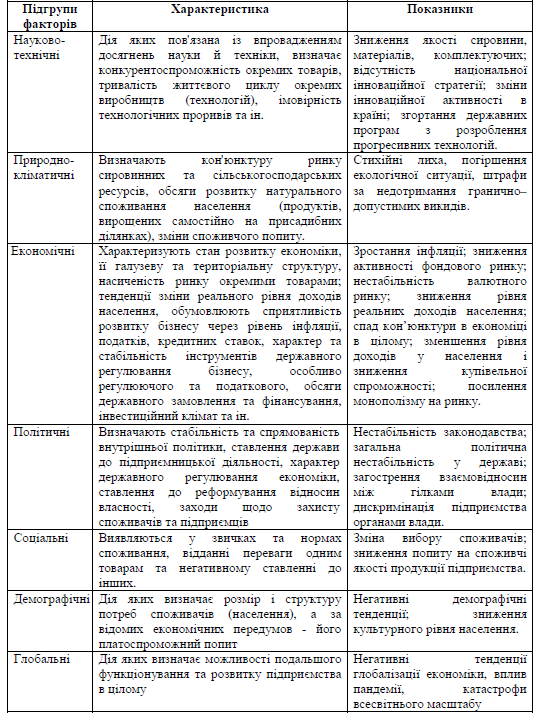 Підгрупи факторів
Характеристика
Показники
Науково-
технічні
Дія яких пов'язана із впровадженням
досягнень науки й техніки, визначає
конкурентоспроможність окремих товарів,
тривалість життєвого циклу окремих
виробництв (технологій), імовірність
технологічних проривів та ін.
Зниження якості сировини,
матеріалів, комплектуючих;
відсутність національної
інноваційної стратегії; зміни
інноваційної активності в
країні; згортання державних
програм з розроблення
прогресивних технологій.
Природно-
кліматичні
Визначають кон'юнктуру ринку
сировинних та сільськогосподарських
ресурсів, обсяги розвитку натурального
споживання населення (продуктів,
вирощених самостійно на присадибних
ділянках), зміни споживчого попиту.
Стихійні лиха, погіршення
екологічної ситуації, штрафи
за недотримання гранично–
допустимих викидів.
Економічні
Характеризують стан розвитку економіки,
її галузеву та територіальну структуру,
насиченість ринку окремими товарами;
тенденції зміни реального рівня доходів
населення, обумовлюють сприятливість
розвитку бізнесу через рівень інфляції,
податків, кредитних ставок, характер та
стабільність інструментів державного
регулювання бізнесу, особливо
регулюючого та податкового, обсяги
державного замовлення та фінансування,
інвестиційний клімат та ін.
Зростання інфляції; зниження
активності фондового ринку;
нестабільність валютного
ринку; зниження рівня
реальних доходів населення;
спад кон’юнктури в економіці
в цілому; зменшення рівня
доходів у населення і
зниження купівельної
спроможності; посилення
монополізму на ринку.
Політичні
Визначають стабільність та спрямованість
внутрішньої політики, ставлення держави
до підприємницької діяльності, характер
державного регулювання економіки,
ставлення до реформування відносин
власності, заходи щодо захисту
споживачів та підприємців
Нестабільність законодавства;
загальна політична
нестабільність у державі;
загострення взаємовідносин
між гілками влади;
дискримінація підприємства
органами влади.
Соціальні
Виявляються у звичках та нормах
споживання, відданні переваги одним
товарам та негативному ставленні до
інших.
Зміна вибору споживачів;
зниження попиту на споживчі
якості продукції підприємства.
Демографічні
Дія яких визначає розмір і структуру
потреб споживачів (населення), а за
відомих економічних передумов - його
платоспроможний попит
Негативні демографічні
тенденції; зниження
культурного рівня населення.
Глобальні
Дія яких визначає можливості подальшого
функціонування та розвитку підприємства
в цілому
Негативні тенденції
глобалізації економіки, вплив
пандемії, катастрофи
всесвітнього масштабу